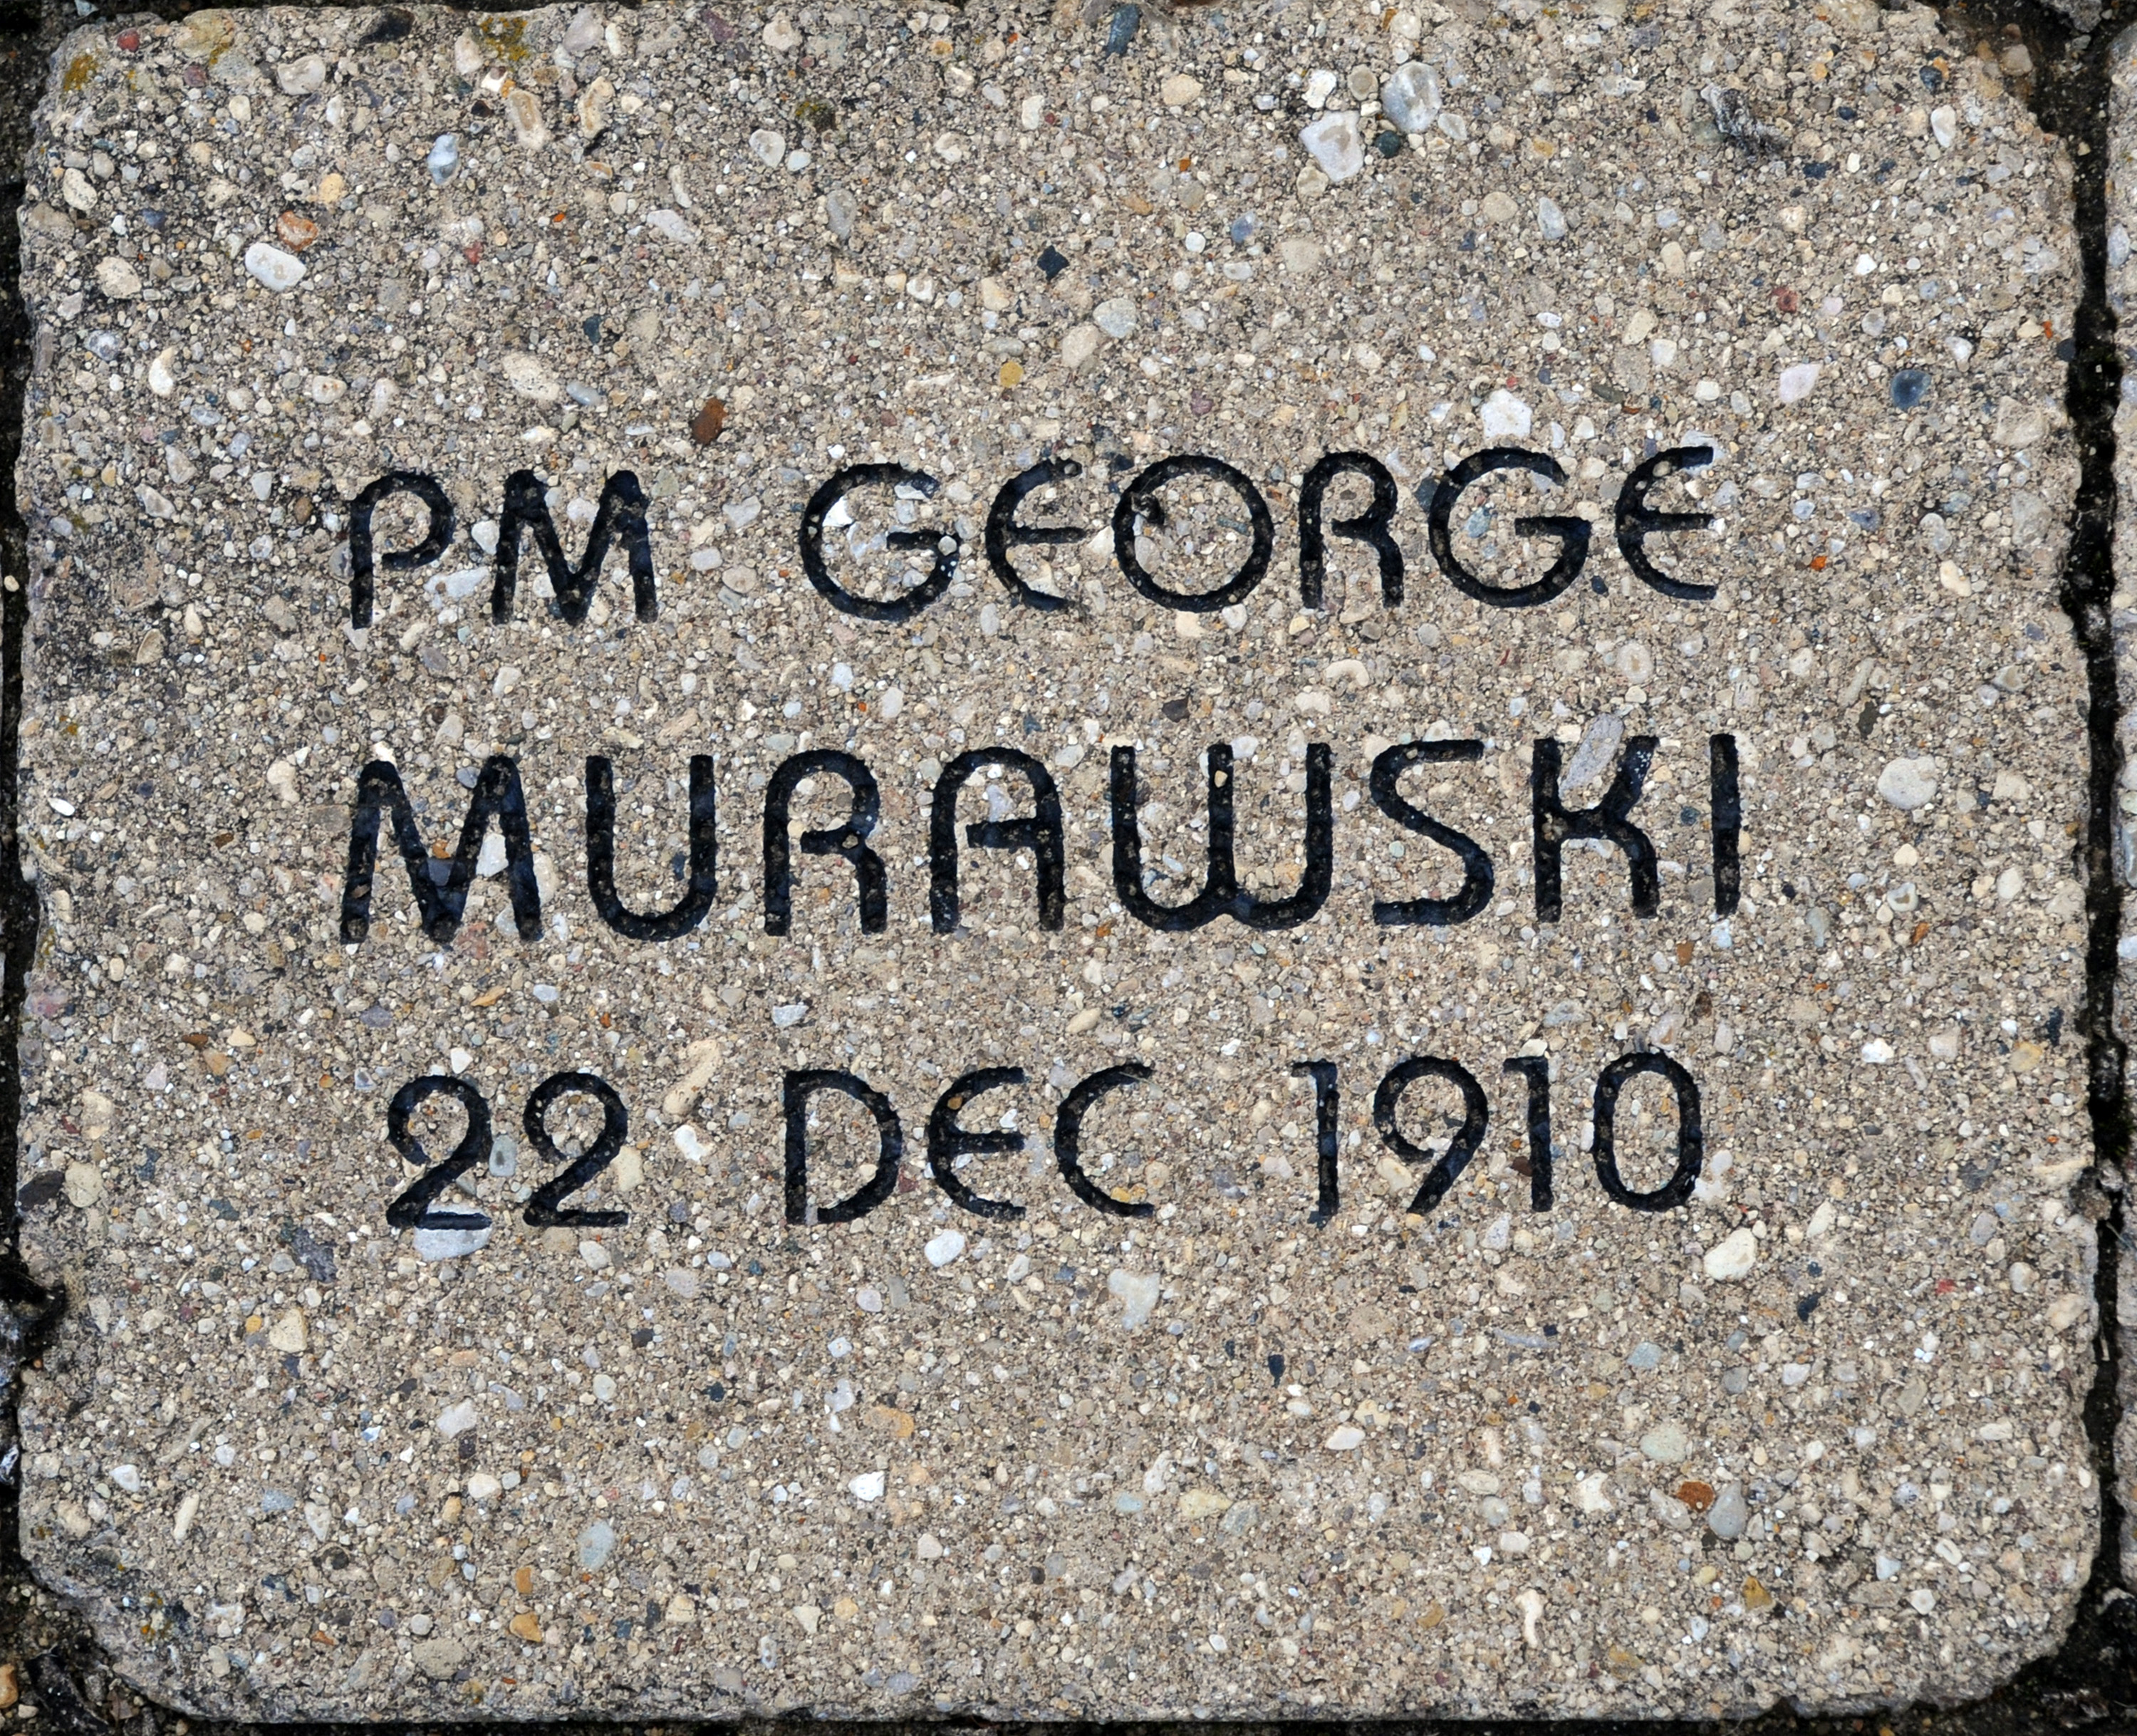 PM GEORGE
MURAWSKI
22 DEC 1910